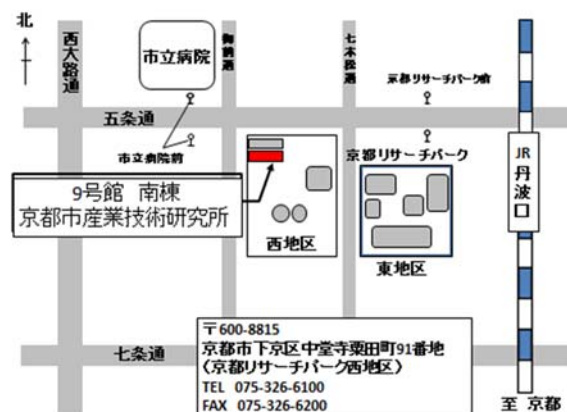 北
西大路通
市立病院
御前通
七本松通
京都リサーチパーク前
五条通
市立病院前
京都リサーチパーク
JR 丹波口
9号館 南棟
京都市産業技術研究所
西地区
東地区
七条通
〒600-8815
京都市下京区中堂寺粟田町91番地
(京都リサーチパーク西地区)
TEL 075-326-6100
FAX 075-326-6200
至 京都